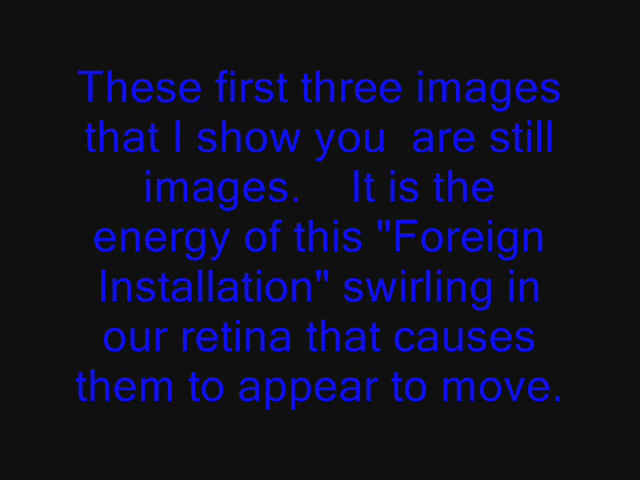 These first three images
that I show you  are still
images.    It is the
energy of this "Foreign
Installation" swirling in
our retina that causes
them to appear to move.